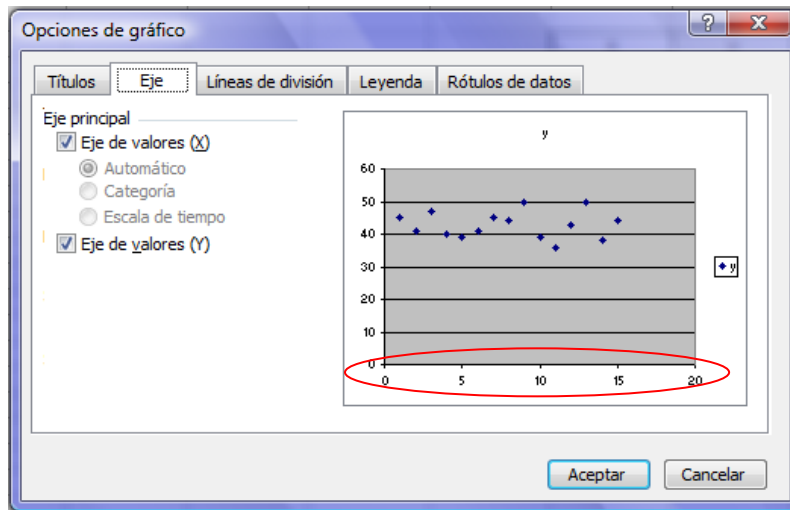 Opciones de gráfico
? X
Títulos Eje Líneas de división Leyenda Rótulos de datos
Eje principal
Eje de valores (X)
Automático
Categoría
Escala de tiempo
Eje de valores (Y)
y
60
50
40
30
20
10
0
0 5 10 15 20
y
Aceptar Cancelar